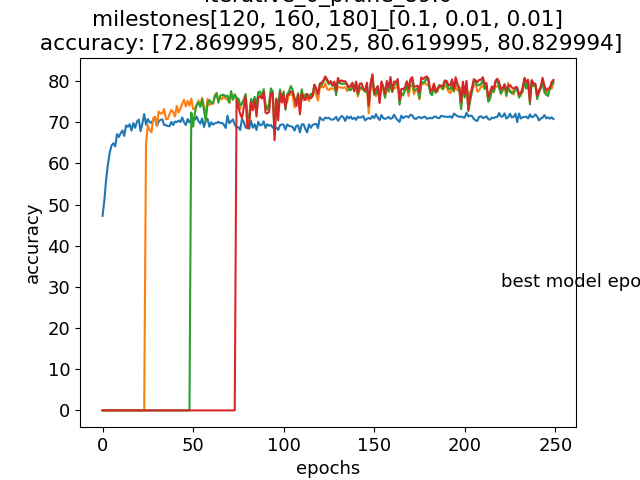 milestones[120, 160, 180]_[0.1, 0.01, 0.01]
accuracy: [72.869995, 80.25, 80.619995, 80.829994]
80
70
60
50
40
30
20
10
0
accuracy
best model epo
0 50 100 150 200 250
epochs